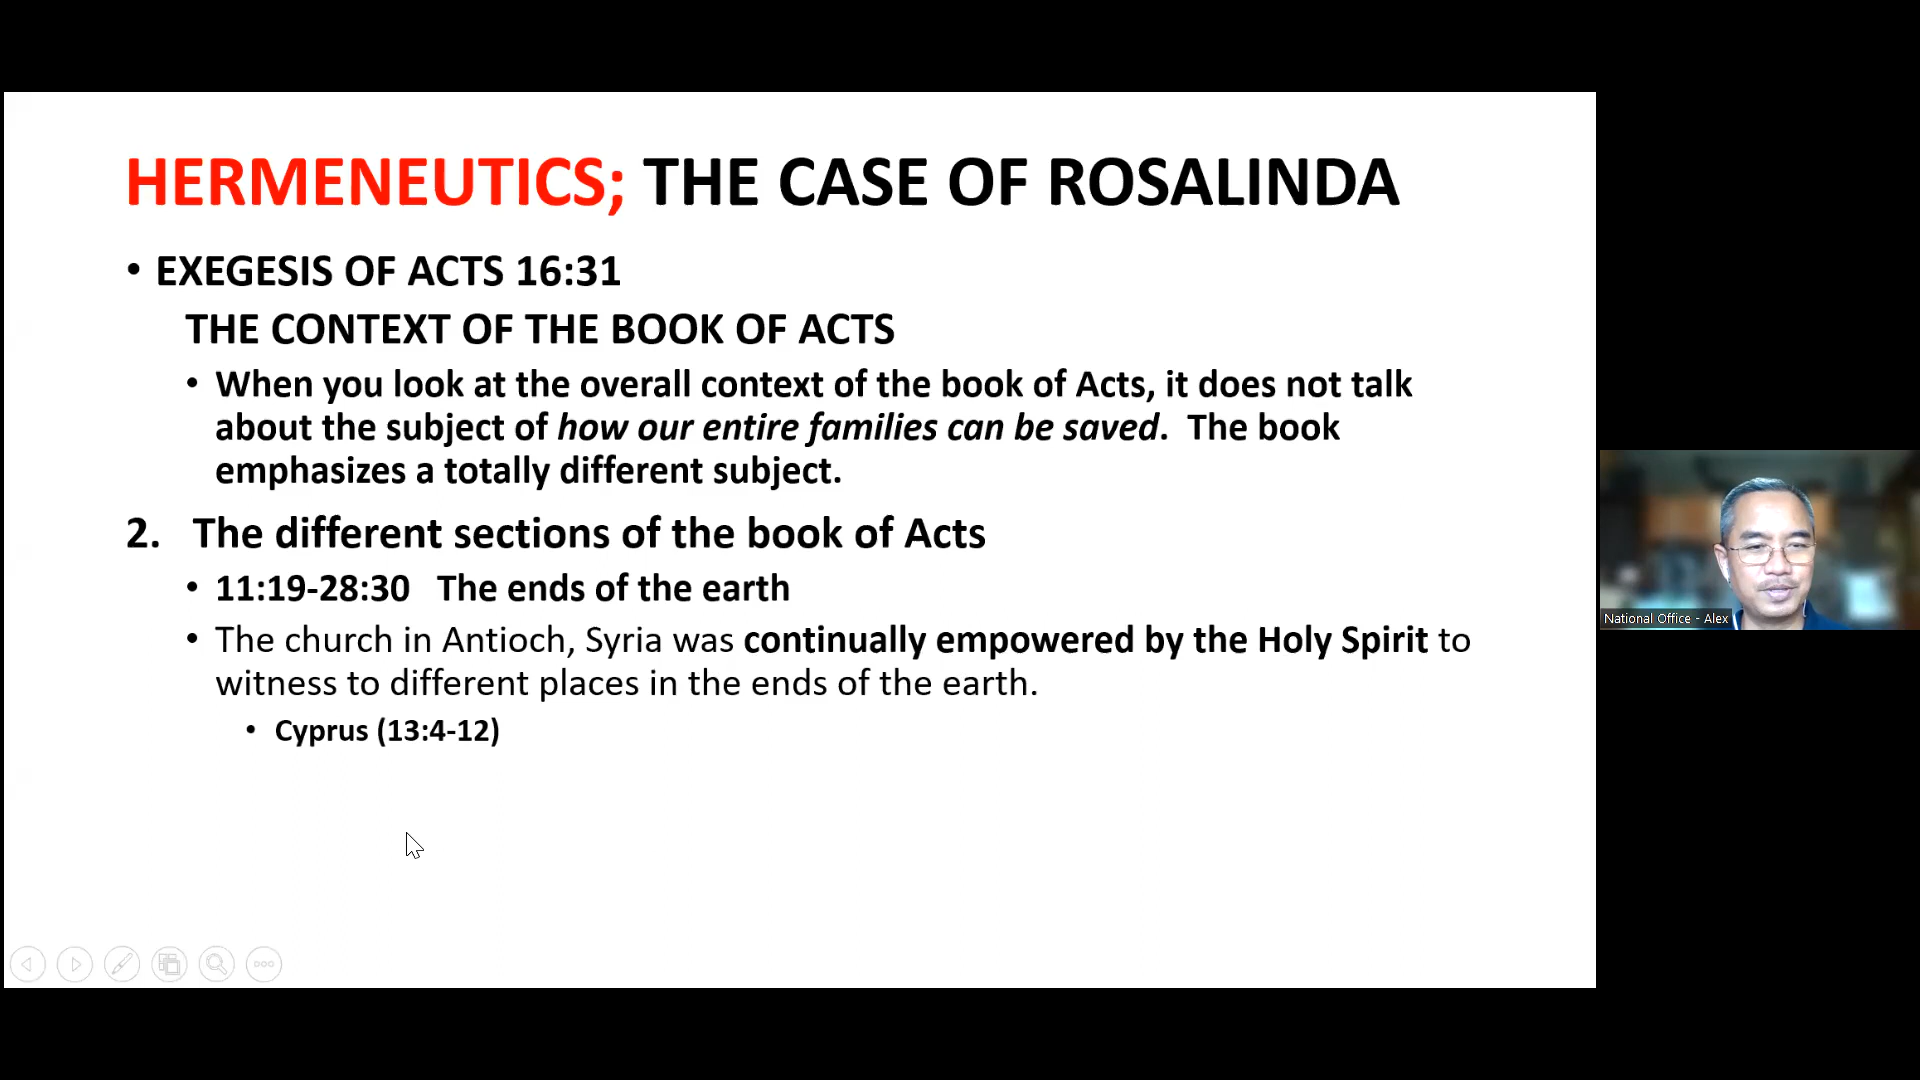 HERMENEUTICS; THE CASE OF ROSALINDA
• EXEGESIS OF ACTS 16:31
THE CONTEXT OF THE BOOK OF ACTS
• When you look at the overall context of the book of Acts, it does not talk
about the subject of how our entire families can be saved. The book
emphasizes a totally different subject.
2. The different sections of the book of Acts
• 11:19-28:30 The ends of the earth
• The church in Antioch, Syria was continually empowered by the Holy Spirit to
witness to different places in the ends of the earth.
• Cyprus (13:4-12)
National Office - Alex